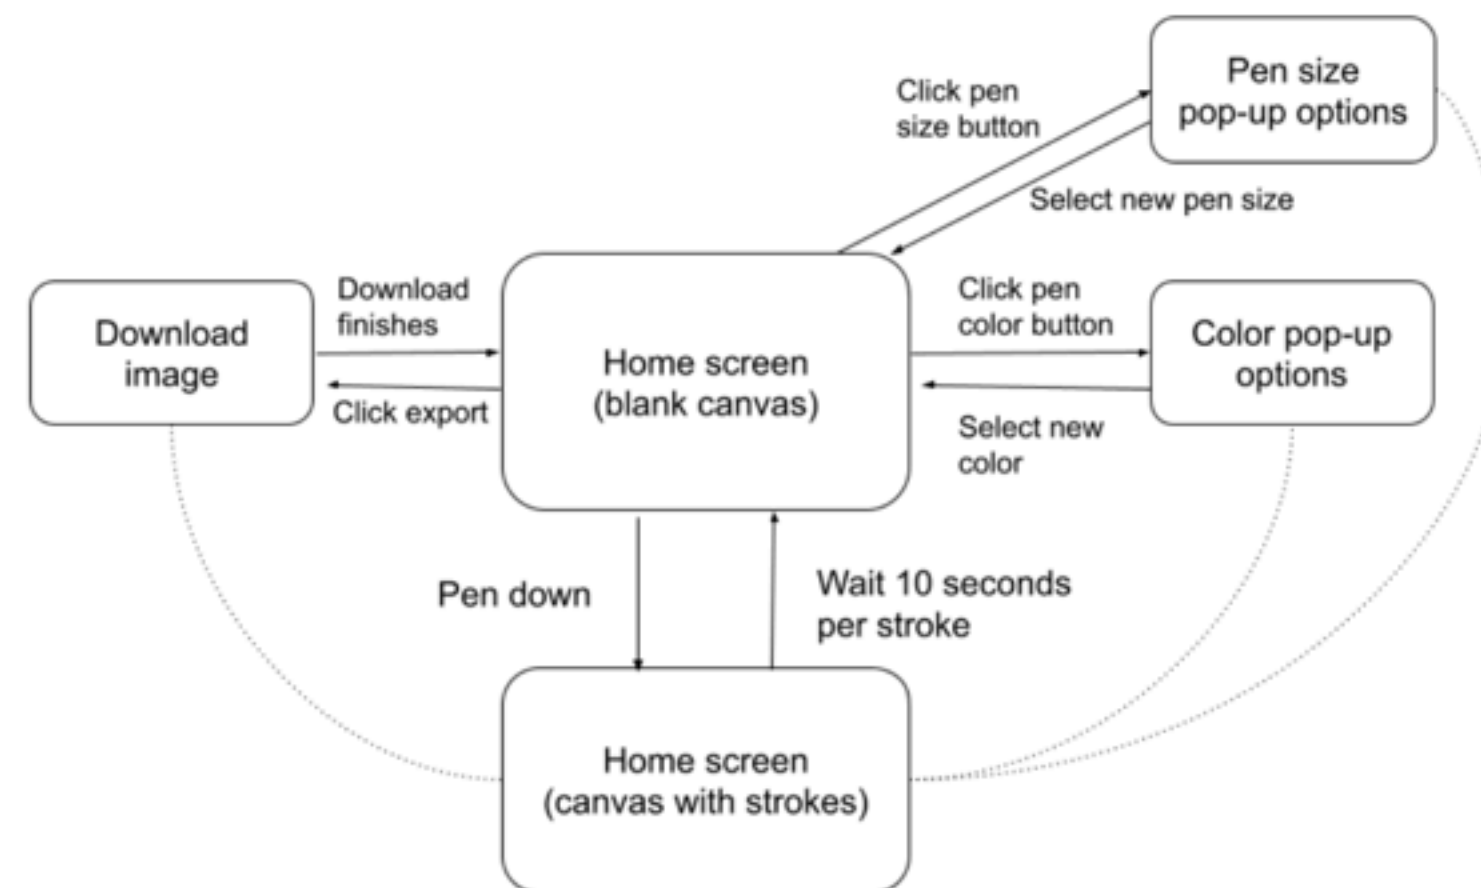 Pen size
pop-up options
Click pen
size button
Select new pen size
Download
image
Download
finishes
Click export
Home screen
(blank canvas)
Click pen
color button
Select new
color
Color pop-up
options
Pen down
Wait 10 seconds
per stroke
Home screen
(canvas with strokes)